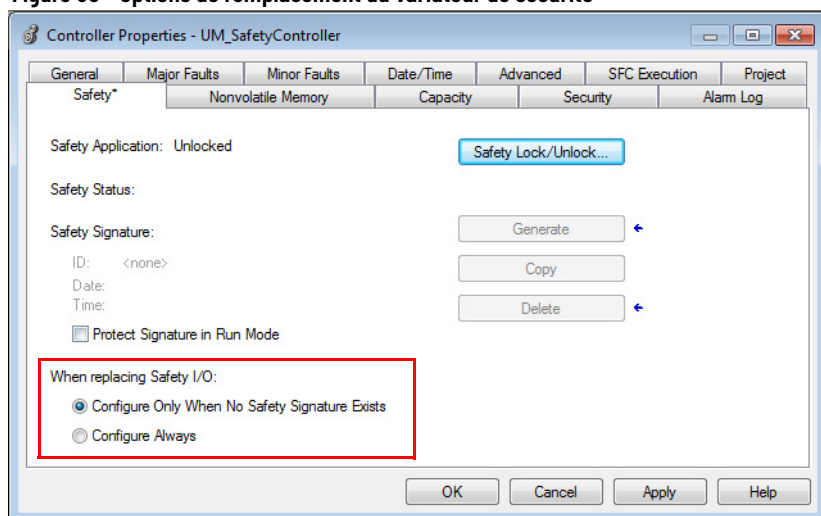 Controller Properties - UM_SafetyController
General Major Faults Minor Faults Date/Time Advanced SFC Execution Project
Safety* Nonvolatile Memory Capacity Security Alarm Log
Safety Application: Unlocked Safety Lock/Unlock...
Safety Status:
Safety Signature: Generate
ID: <none> Copy
Date:
Time: Delete
Protect Signature in Run Mode
When replacing Safety I/O:
Configure Only When No Safety Signature Exists
Configure Always
OK Cancel Apply Help